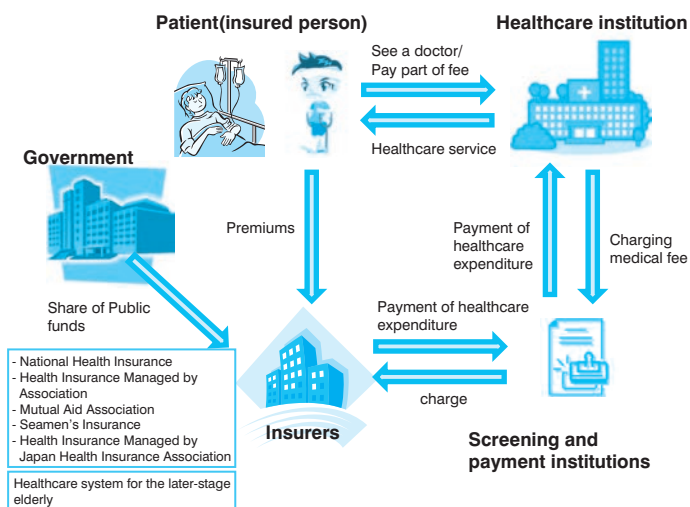 Patient(insured person)
Healthcare institution
See a doctor/
Pay part of fee
Healthcare service
Government
Premiums
Payment of
healthcare
expenditure
Charging
medical fee
Share of Public
funds
Payment of healthcare
expenditure
charge
- National Health Insurance
- Health Insurance Managed by
Association
- Mutual Aid Association
- Seamen's Insurance
- Health Insurance Managed by
Japan Health Insurance Association
Insurers
Screening and
payment institutions
Healthcare system for the later-stage
elderly